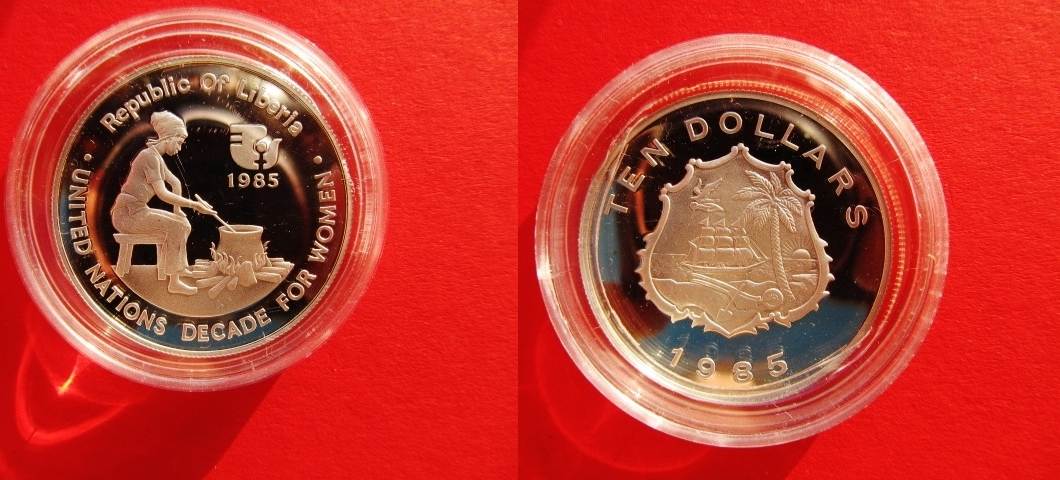 Republic Of Liberia
1985
• UNITED NATIONS DECADE FOR WOMEN •
TEN DOLLARS
1985